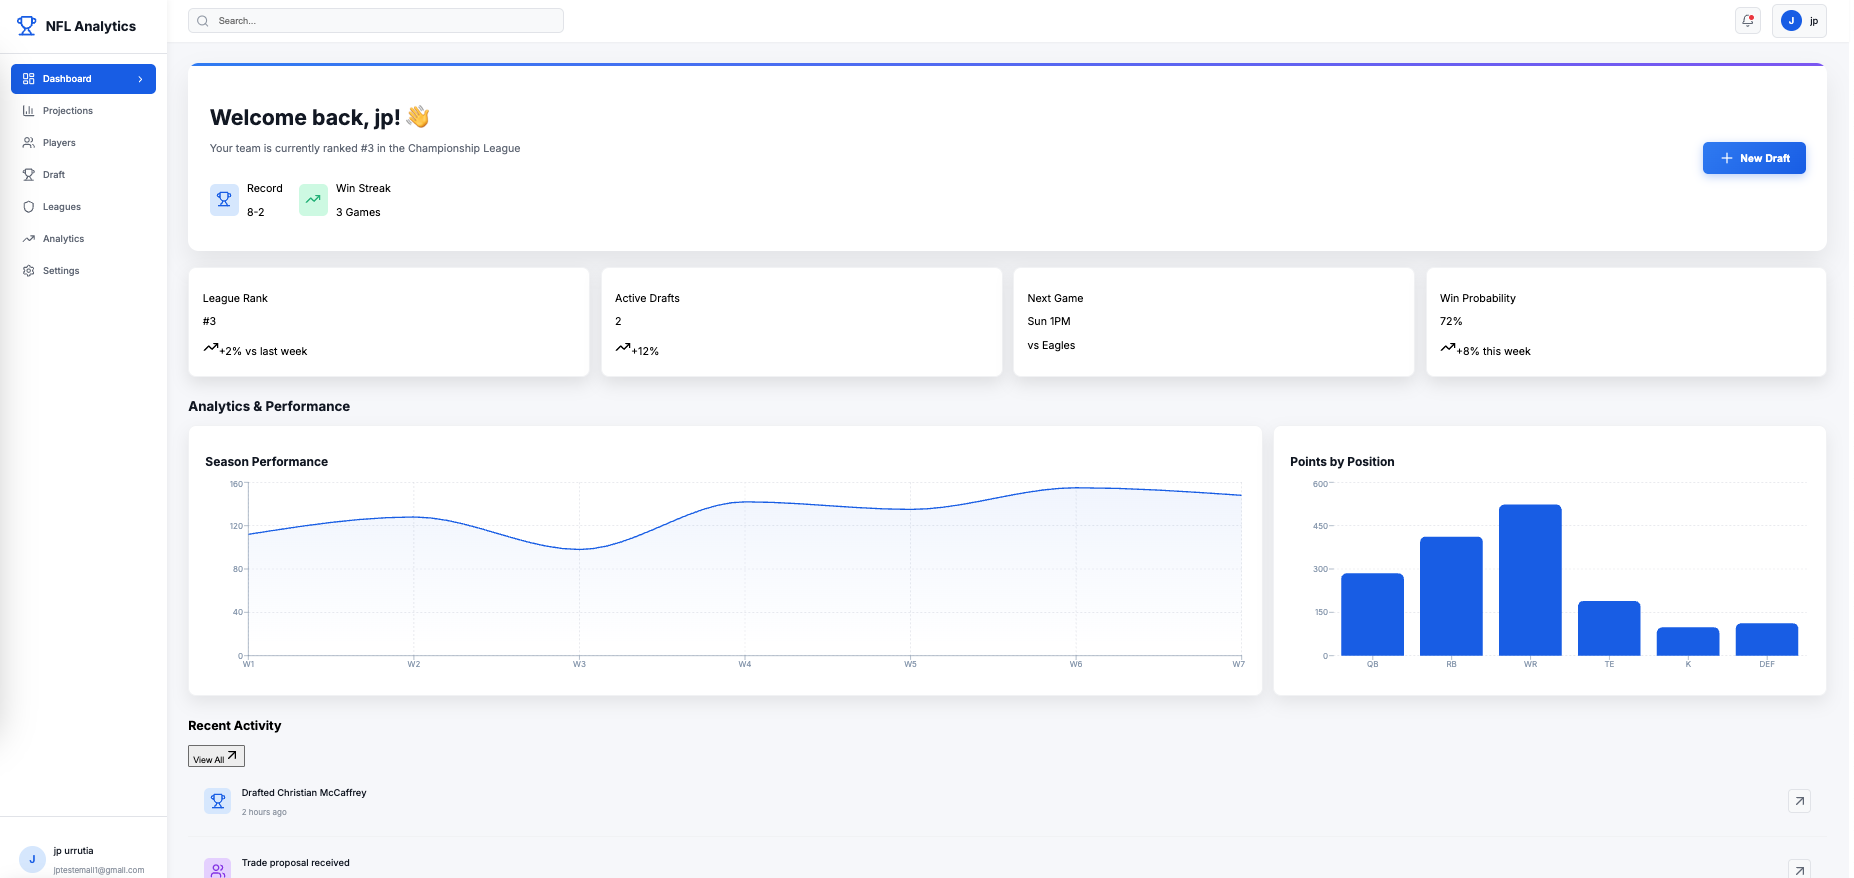 NFL Analytics
Search...
J
jp
Dashboard
Projections
Players
Draft
Leagues
Analytics
Settings
Welcome back, jp! 👋
Your team is currently ranked #3 in the Championship League
New Draft
Record
8-2
Win Streak
3 Games
League Rank
#3
+2% vs last week
Active Drafts
2
+12%
Next Game
Sun 1PM
vs Eagles
Win Probability
72%
+8% this week
Analytics & Performance
Season Performance
160
120
80
40
0
W1 W2 W3 W4 W5 W6 W7
Points by Position
600
450
300
150
0
QB RB WR TE K DEF
Recent Activity
View All
Drafted Christian McCaffrey
2 hours ago
Trade proposal received
J
jp urrutia
jptestemail1@gmail.com